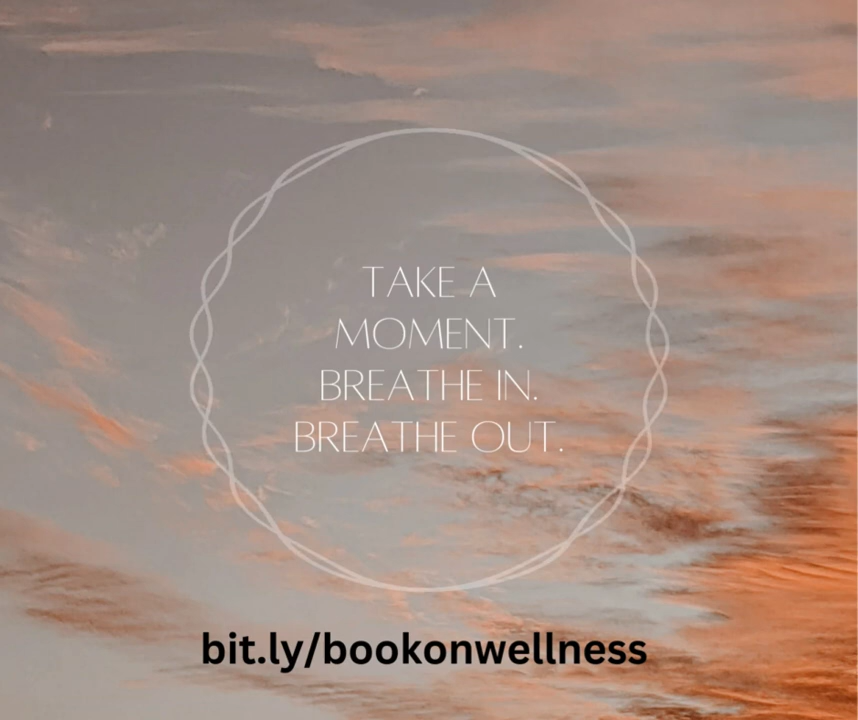 TAKE A
MOMENT.
BREATHE IN.
BREATHE OUT.
bit.ly/bookonwellness